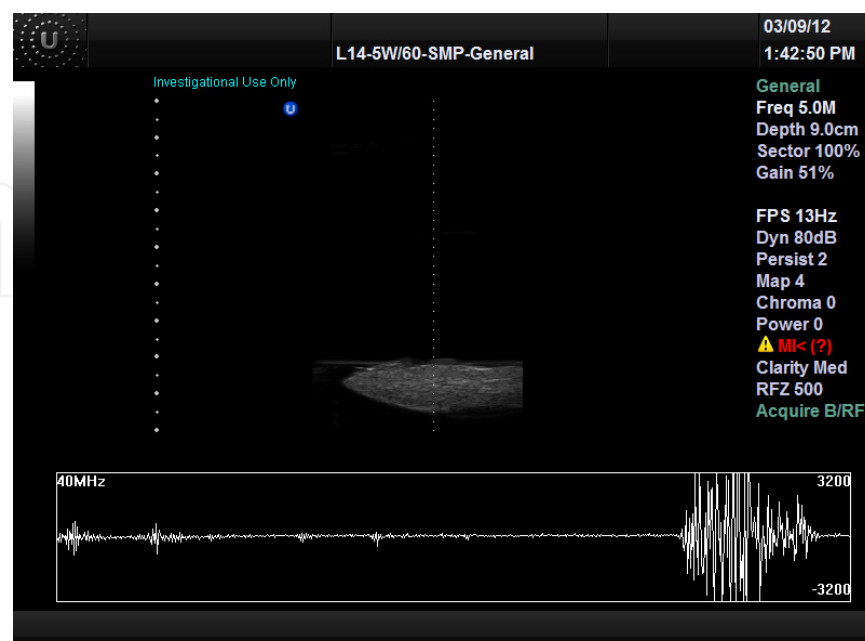 U
03/09/12
L14-5W/60-SMP-General
1:42:50 PM
Investigational Use Only
U
General
Freq 5.0M
Depth 9.0cm
Sector 100%
Gain 51%
FPS 13Hz
Dyn 80dB
Persist 2
Map 4
Chroma 0
Power 0
MI< (?)
Clarity Med
RFZ 500
Acquire B/RF
40MHz
3200
-3200